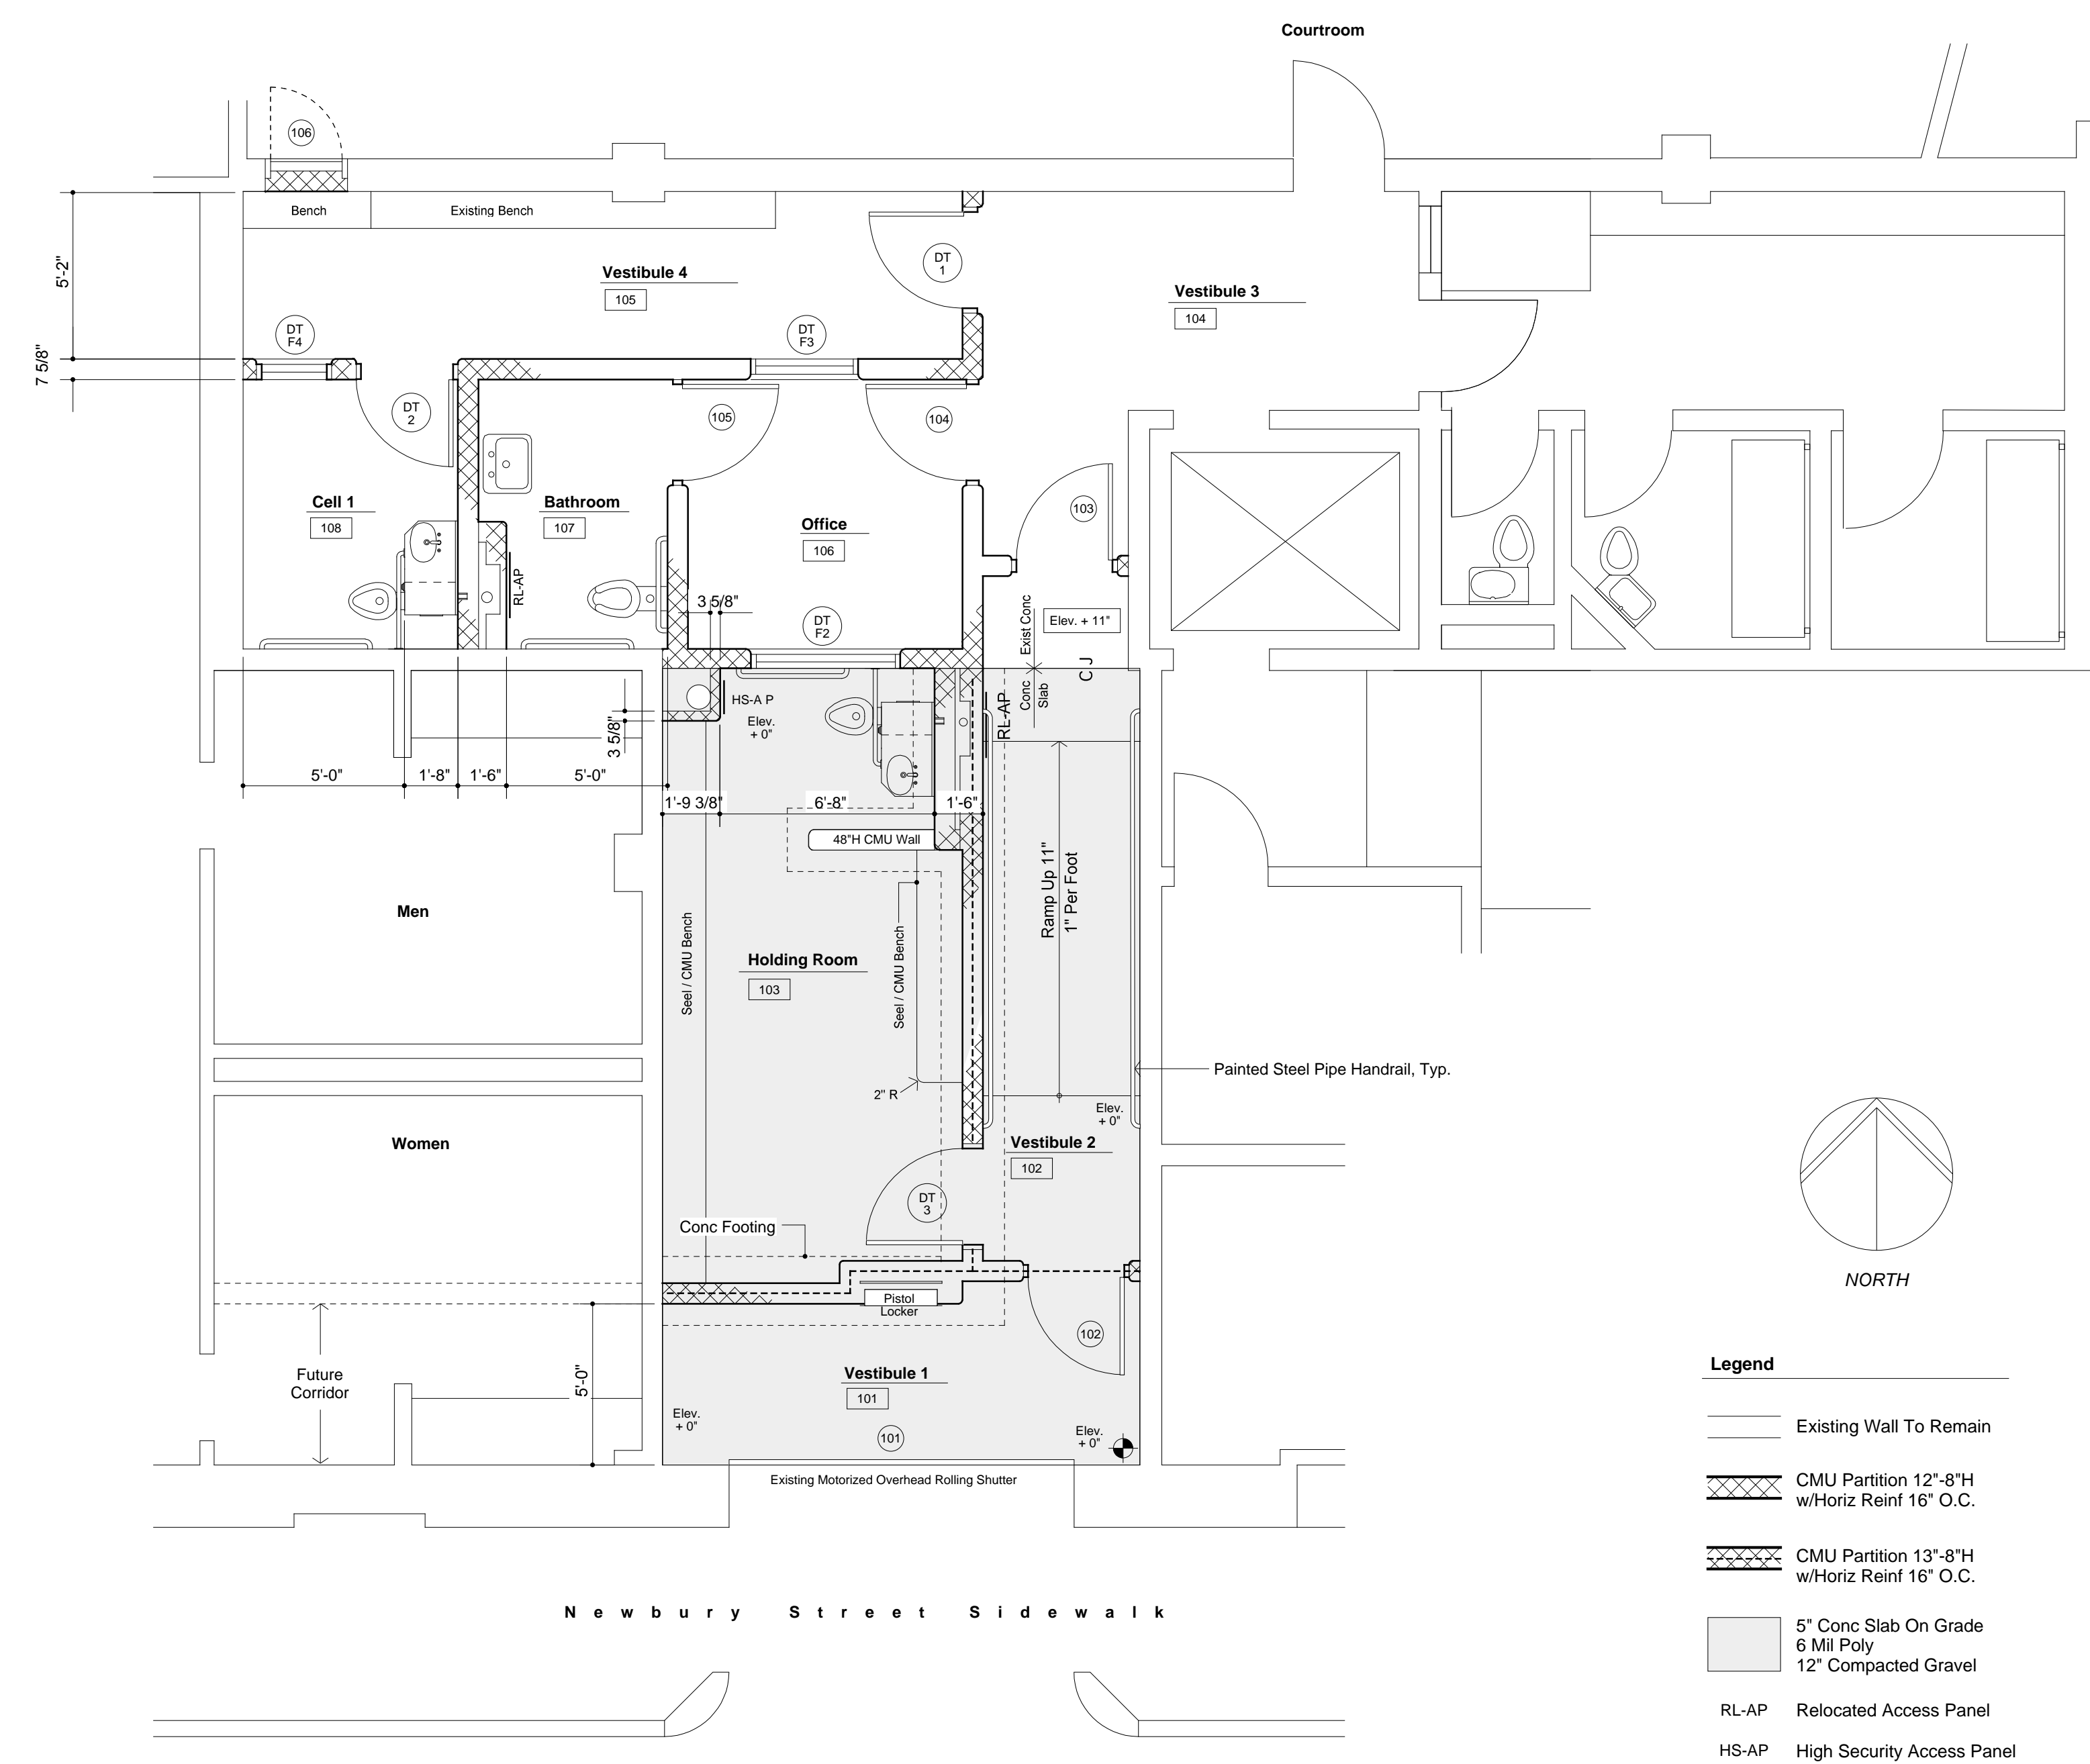 Courtroom
106
Bench
Existing Bench
DT
1
Vestibule 4
105
Vestibule 3
104
5'-2"
7 5/8"
DT
F4
DT
F3
DT
2
105
104
Cell 1
108
Bathroom
107
Office
106
103
RL-AP
3 5/8"
DT
F2
Exist Conc
Elev. + 11"
C J
Conc
Slab
HS-A P
Elev.
+ 0"
RL-AP
3 5/8"
5'-0"
1'-8"
1'-6"
5'-0"
1'-9 3/8"
6'-8"
1'-6"
48"H CMU Wall
Ramp Up 11"
1" Per Foot
Men
Seel / CMU Bench
Holding Room
103
Seel / CMU Bench
Painted Steel Pipe Handrail, Typ.
2" R
Elev.
+ 0"
Women
Vestibule 2
102
DT
3
Conc Footing
NORTH
Pistol
Locker
102
Future
Corridor
5'-0"
Vestibule 1
101
Elev.
+ 0"
101
Elev.
+ 0"
Existing Motorized Overhead Rolling Shutter
Newbury Street Sidewalk
Legend
Existing Wall To Remain
CMU Partition 12"-8"H
w/Horiz Reinf 16" O.C.
CMU Partition 13"-8"H
w/Horiz Reinf 16" O.C.
5" Conc Slab On Grade
6 Mil Poly
12" Compacted Gravel
RL-AP Relocated Access Panel
HS-AP High Security Access Panel